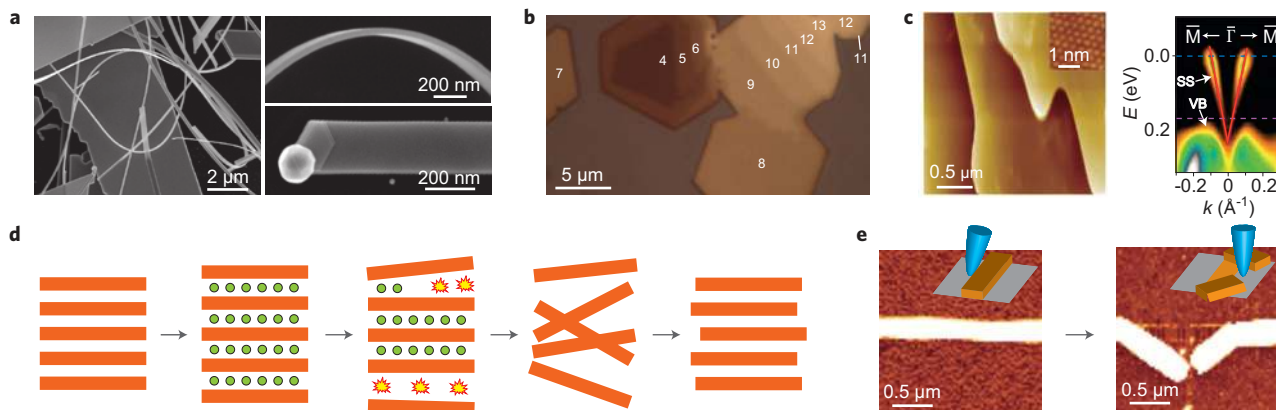 a
2 μm
200 nm
200 nm
b
7
4
5
6
13
12
12
11
11
10
9
8
5 μm
c
1 nm
0.5 μm
M̅ ← Γ̅ → M̅
E (eV)
0.0
SS
VB
0.2
-0.2 0 0.2
k (Å⁻¹)
d
e
0.5 μm
0.5 μm